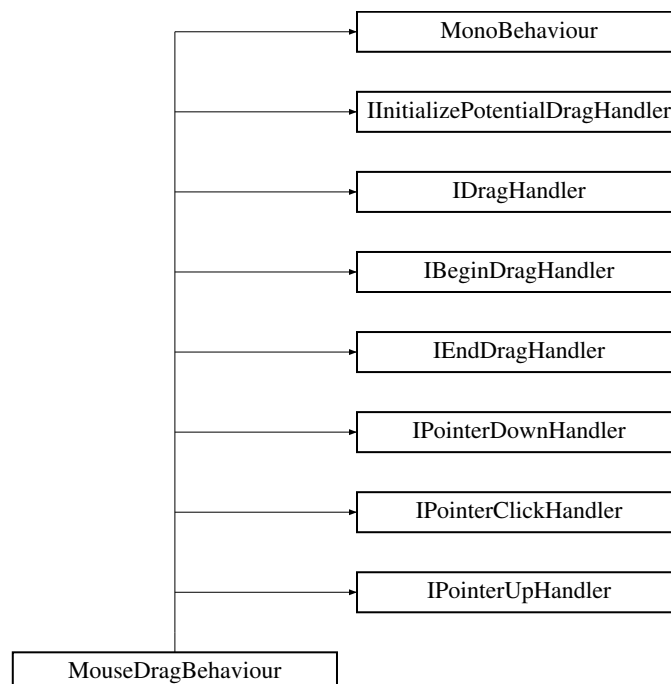 MonoBehaviour
IInitializePotentialDragHandler
IDragHandler
IBeginDragHandler
IEndDragHandler
IPointerDownHandler
IPointerClickHandler
IPointerUpHandler
MouseDragBehaviour